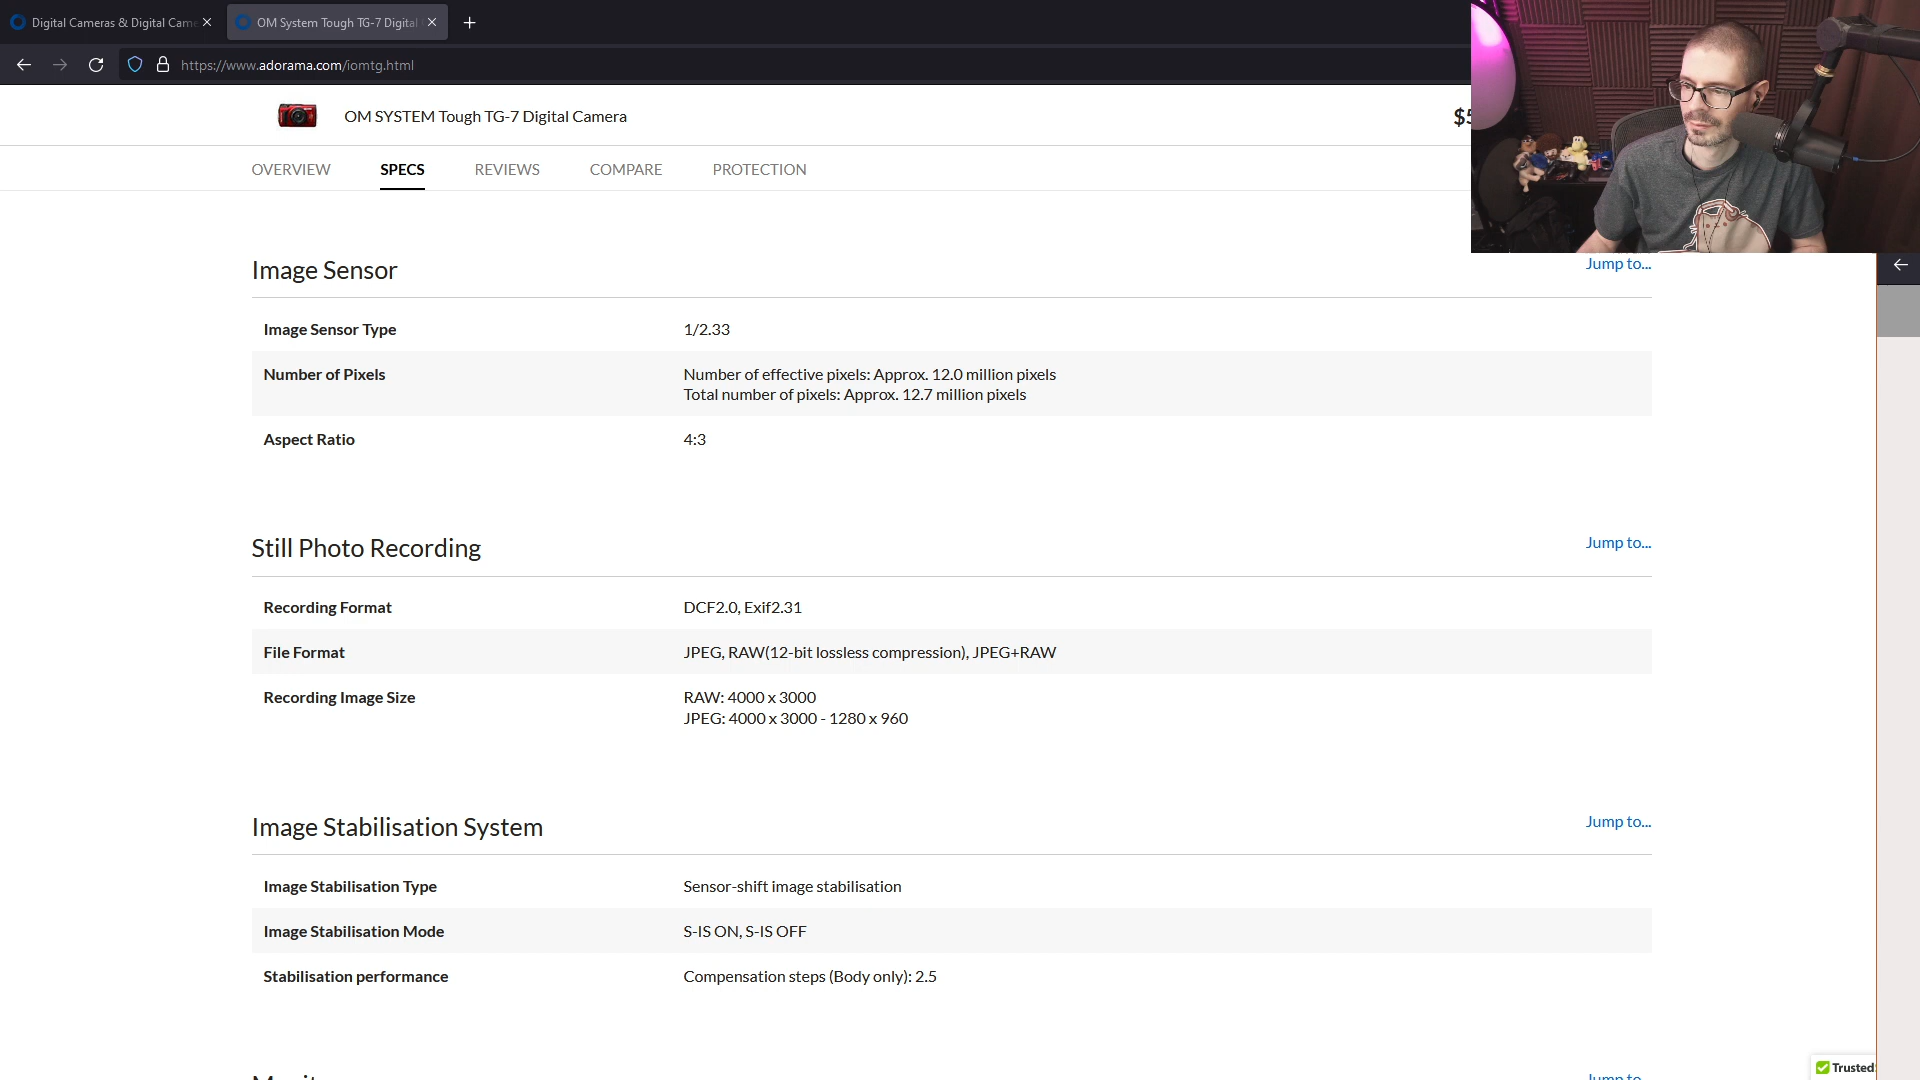 Digital Cameras & Digital Came
OM System Tough TG-7 Digital
https://www.adorama.com/iomtg.html
OM SYSTEM Tough TG-7 Digital Camera
OVERVIEW
SPECS
REVIEWS
COMPARE
PROTECTION
Image Sensor
Jump to...
Image Sensor Type
1/2.33
Number of Pixels
Number of effective pixels: Approx. 12.0 million pixels
Total number of pixels: Approx. 12.7 million pixels
Aspect Ratio
4:3
Still Photo Recording
Jump to...
Recording Format
DCF2.0, Exif2.31
File Format
JPEG, RAW(12-bit lossless compression), JPEG+RAW
Recording Image Size
RAW: 4000 x 3000
JPEG: 4000 x 3000 - 1280 x 960
Image Stabilisation System
Jump to...
Image Stabilisation Type
Sensor-shift image stabilisation
Image Stabilisation Mode
S-IS ON, S-IS OFF
Stabilisation performance
Compensation steps (Body only): 2.5
Jump to...
Trusted